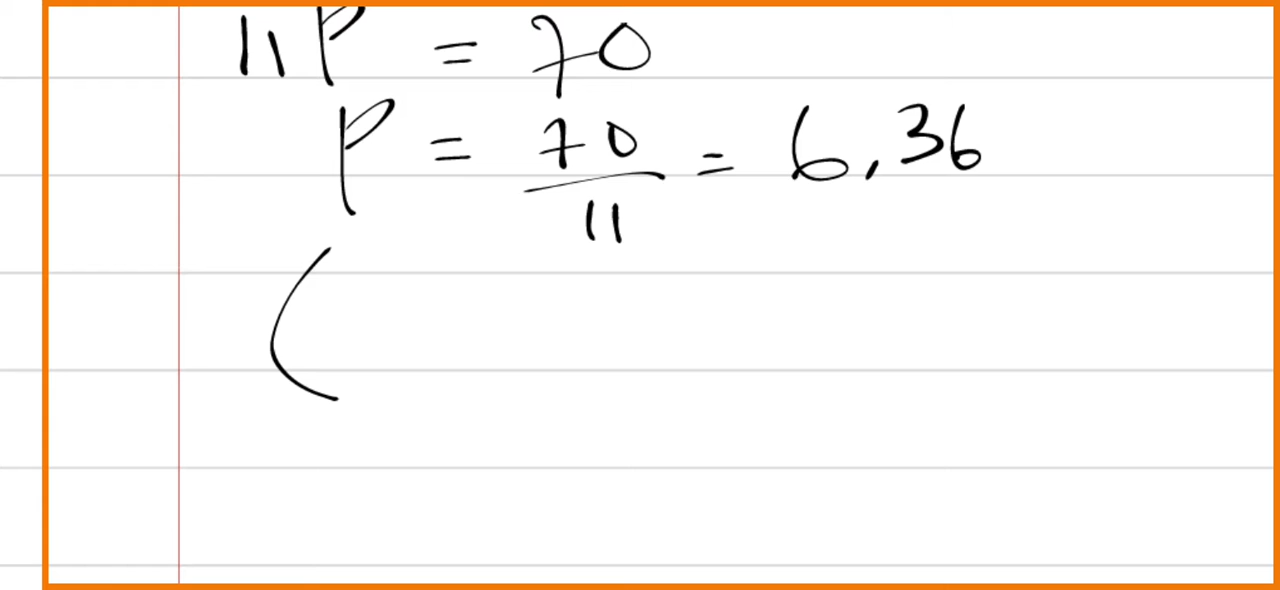 11P = 70
P = 70/11 = 6,36
(